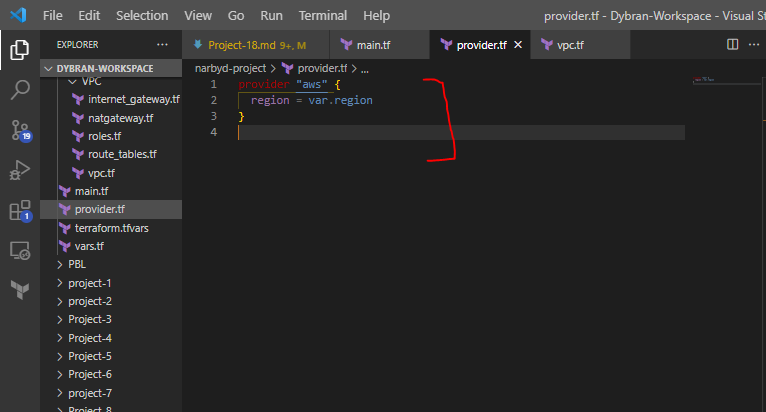 File Edit Selection View Go Run Terminal Help provider.tf - Dybran-Workspace - Visual St
EXPLORER ...
Project-18.md 9+, M main.tf provider.tf vpc.tf ...
DYBRAN-WORKSPACE
narbyd-project > provider.tf > ...
VPC
internet_gateway.tf
natgateway.tf
roles.tf
route_tables.tf
vpc.tf
main.tf
provider.tf
terraform.tfvars
vars.tf
PBL
project-1
project-2
Project-3
Project-4
Project-5
Project-6
project-7
Project-8
19
1
1 provider "aws" {
2 region = var.region
3 }
4